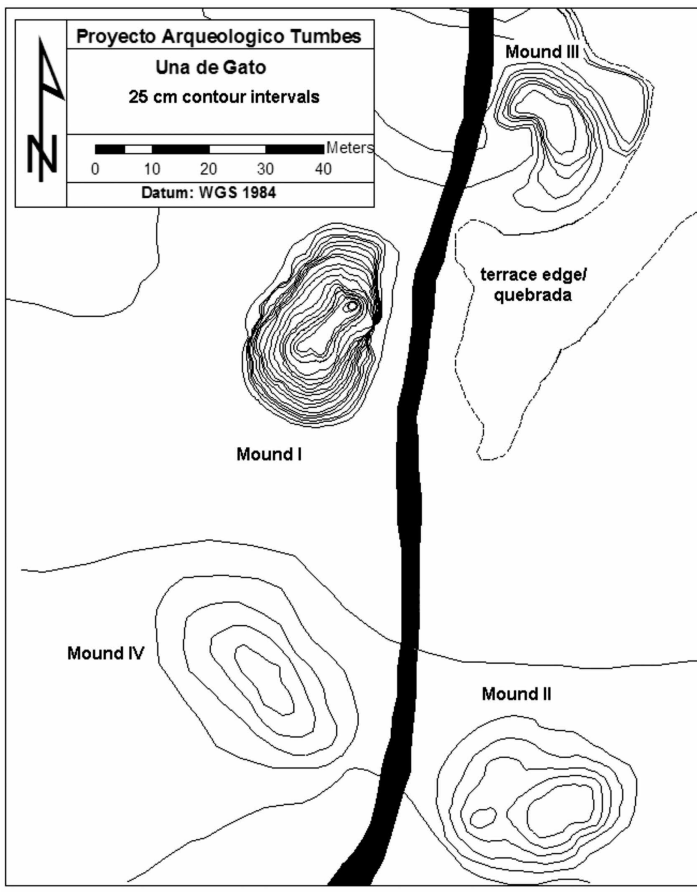 Proyecto Arqueologico Tumbes
Una de Gato
25 cm contour intervals
Meters
0 10 20 30 40
Datum: WGS 1984
N
Mound III
terrace edge/
quebrada
Mound I
Mound IV
Mound II